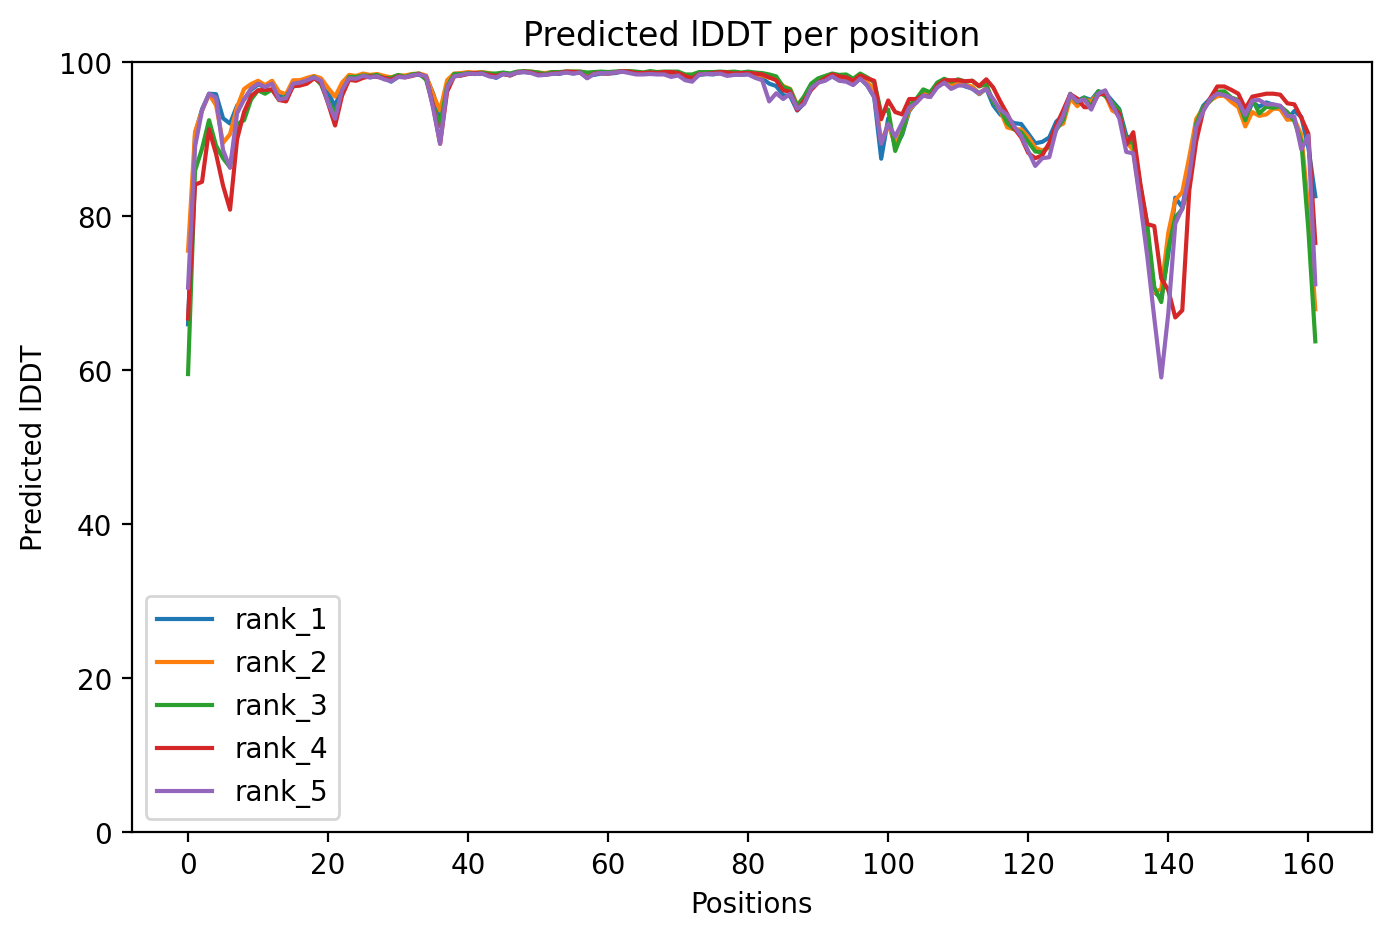 Predicted lDDT per position
Predicted lDDT
100
80
60
40
20
0
rank_1
rank_2
rank_3
rank_4
rank_5
0 20 40 60 80 100 120 140 160
Positions